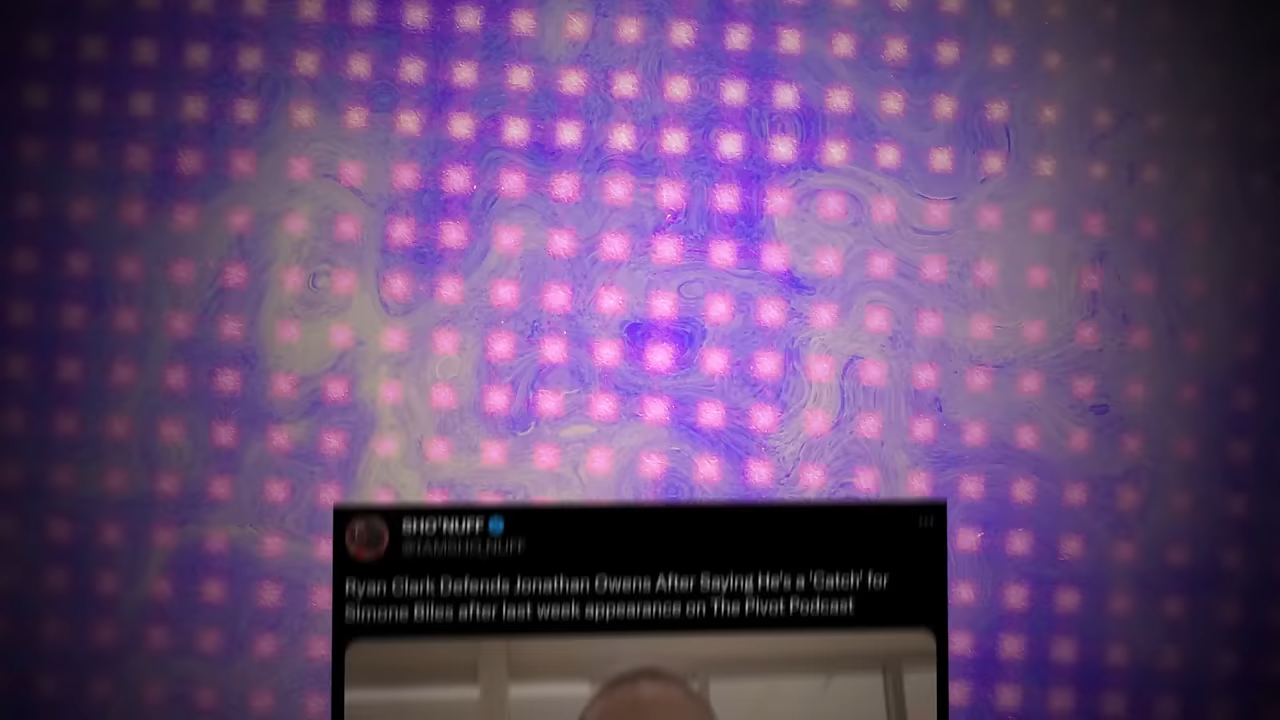 SHO'NUFF
Ryan Clark Defends Jonathan Owens After Saying He's a 'Catch' for
Simone Biles after last week appearance on The Pivot Podcast